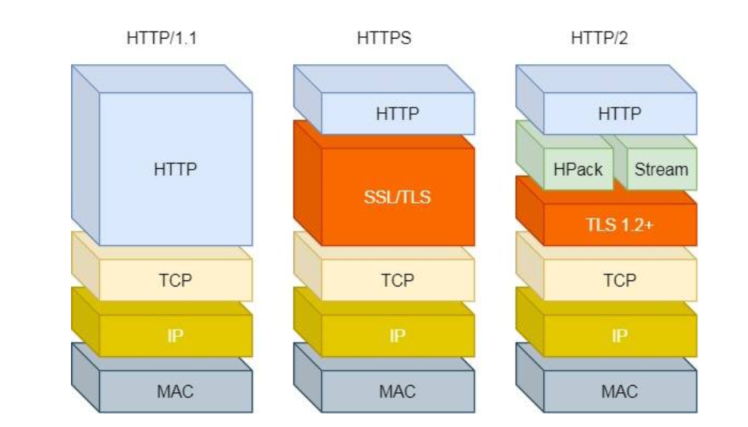 HTTP/1.1
HTTP
TCP
IP
MAC
HTTPS
HTTP
SSL/TLS
TCP
IP
MAC
HTTP/2
HTTP
HPack
Stream
TLS 1.2+
TCP
IP
MAC